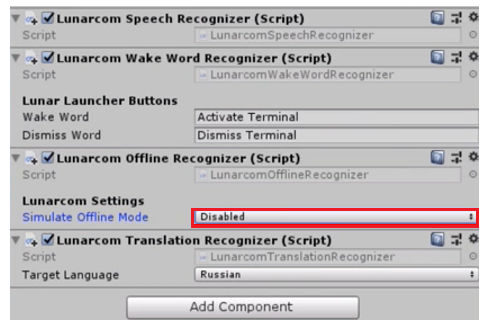 Lunarcom Speech Recognizer (Script)
Script LunarcomSpeechRecognizer
Lunarcom Wake Word Recognizer (Script)
Script LunarcomWakeWordRecognizer
Lunar Launcher Buttons
Wake Word Activate Terminal
Dismiss Word Dismiss Terminal
Lunarcom Offline Recognizer (Script)
Script LunarcomOfflineRecognizer
Lunarcom Settings
Simulate Offline Mode Disabled
Lunarcom Translation Recognizer (Script)
Script LunarcomTranslationRecognizer
Target Language Russian
Add Component